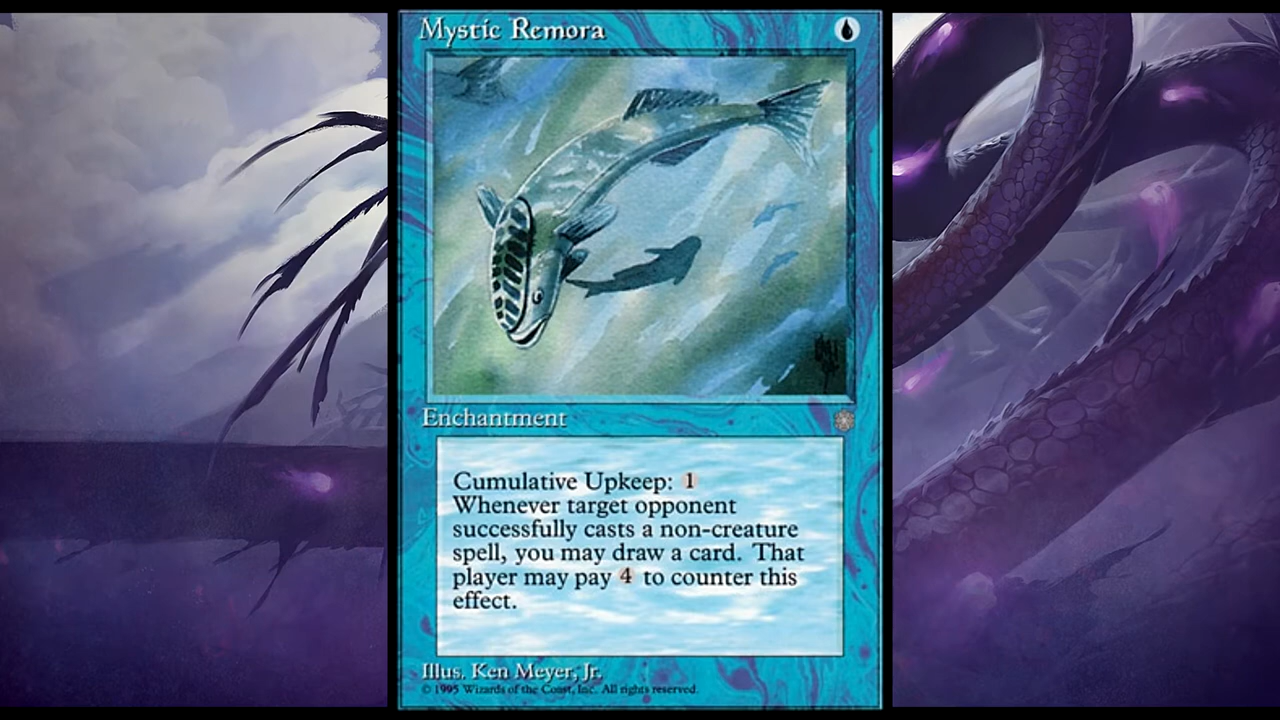 Mystic Remora
Enchantment
Cumulative Upkeep: 1
Whenever target opponent
successfully casts a non-creature
spell, you may draw a card. That
player may pay 4 to counter this
effect.
Illus. Ken Meyer, Jr.
© 1995 Wizards of the Coast, Inc. All rights reserved.